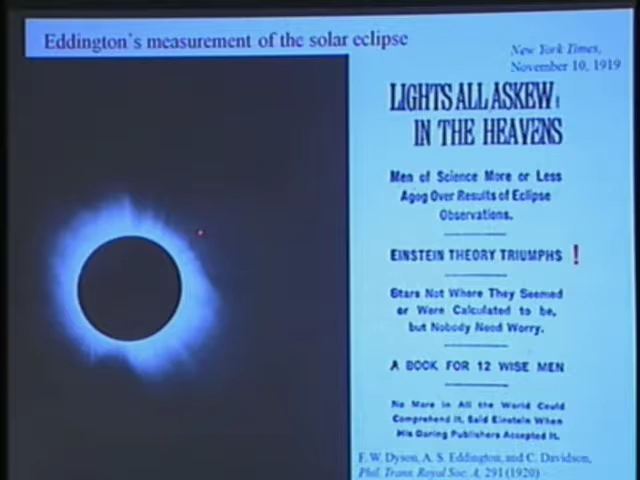 Eddington's measurement of the solar eclipse
New York Times,
November 10, 1919
LIGHTS ALL ASKEW
IN THE HEAVENS
Men of Science More or Less
Agog Over Results of Eclipse
Observations.
EINSTEIN THEORY TRIUMPHS !
Stars Not Where They Seemed
or Were Calculated to be,
but Nobody Need Worry.
A BOOK FOR 12 WISE MEN
No More in All the World Could
Comprehend It, Said Einstein When
His Daring Publishers Accepted It.
F. W. Dyson, A. S. Eddington, and C. Davidson,
Phil. Trans. Royal Soc. A, 291 (1920)